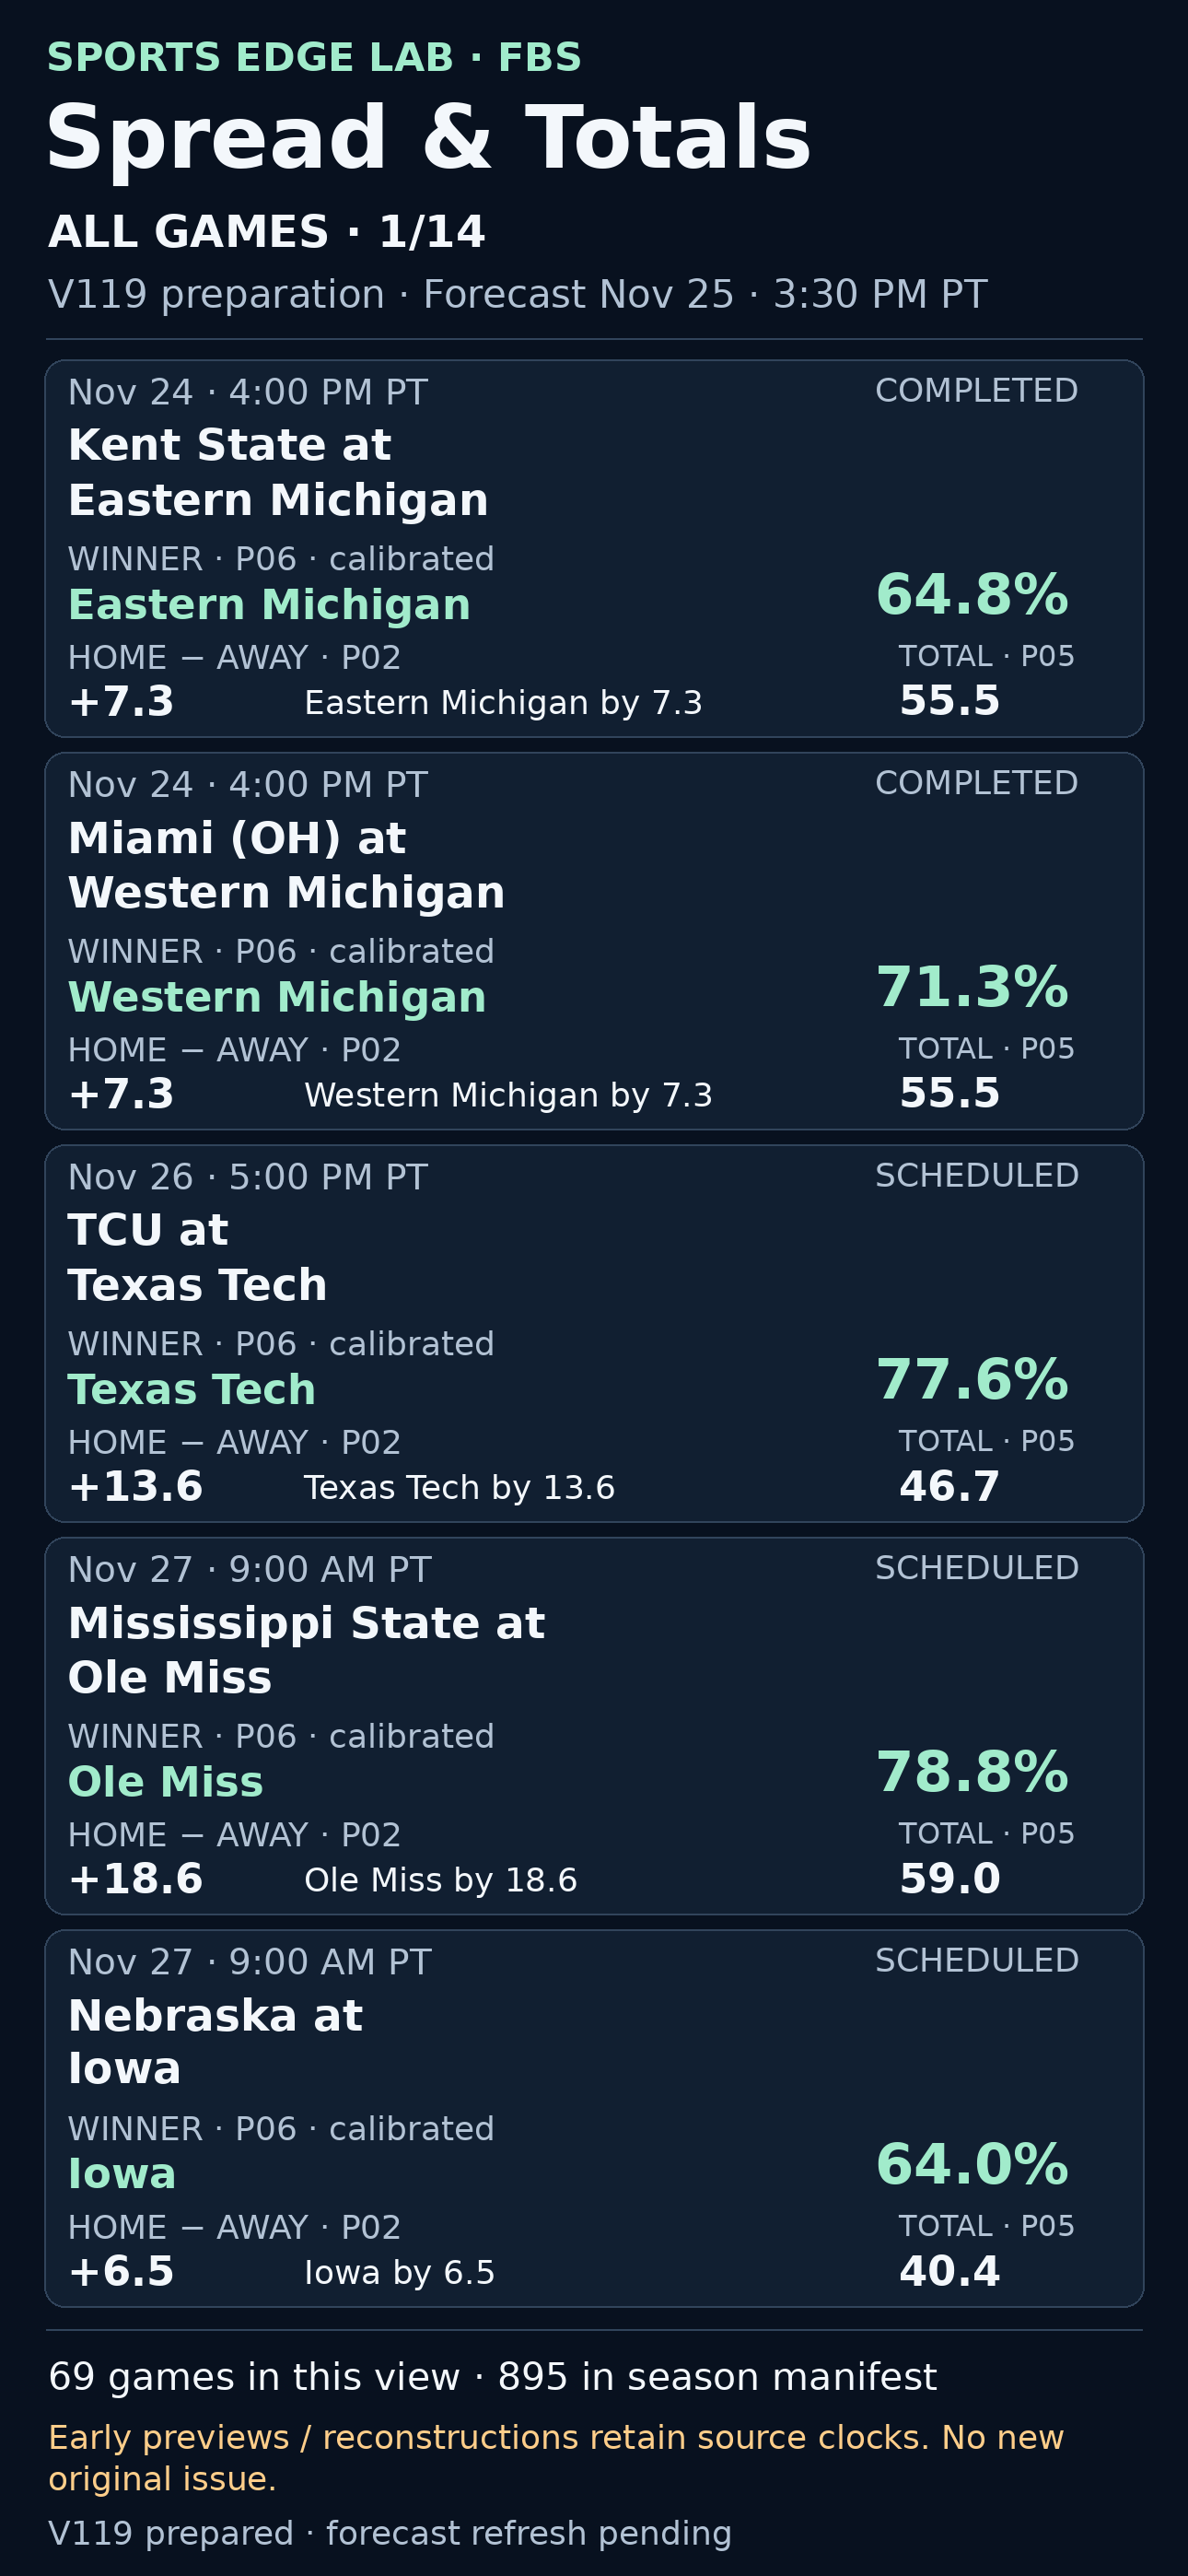 SPORTS EDGE LAB · FBS
Spread & Totals
ALL GAMES · 1/14
V119 preparation · Forecast Nov 25 · 3:30 PM PT
Nov 24 · 4:00 PM PT COMPLETED
Kent State at
Eastern Michigan
WINNER · P06 · calibrated
Eastern Michigan 64.8%
HOME − AWAY · P02 TOTAL · P05
+7.3 Eastern Michigan by 7.3 55.5
Nov 24 · 4:00 PM PT COMPLETED
Miami (OH) at
Western Michigan
WINNER · P06 · calibrated
Western Michigan 71.3%
HOME − AWAY · P02 TOTAL · P05
+7.3 Western Michigan by 7.3 55.5
Nov 26 · 5:00 PM PT SCHEDULED
TCU at
Texas Tech
WINNER · P06 · calibrated
Texas Tech 77.6%
HOME − AWAY · P02 TOTAL · P05
+13.6 Texas Tech by 13.6 46.7
Nov 27 · 9:00 AM PT SCHEDULED
Mississippi State at
Ole Miss
WINNER · P06 · calibrated
Ole Miss 78.8%
HOME − AWAY · P02 TOTAL · P05
+18.6 Ole Miss by 18.6 59.0
Nov 27 · 9:00 AM PT SCHEDULED
Nebraska at
Iowa
WINNER · P06 · calibrated
Iowa 64.0%
HOME − AWAY · P02 TOTAL · P05
+6.5 Iowa by 6.5 40.4
69 games in this view · 895 in season manifest
Early previews / reconstructions retain source clocks. No new
original issue.
V119 prepared · forecast refresh pending